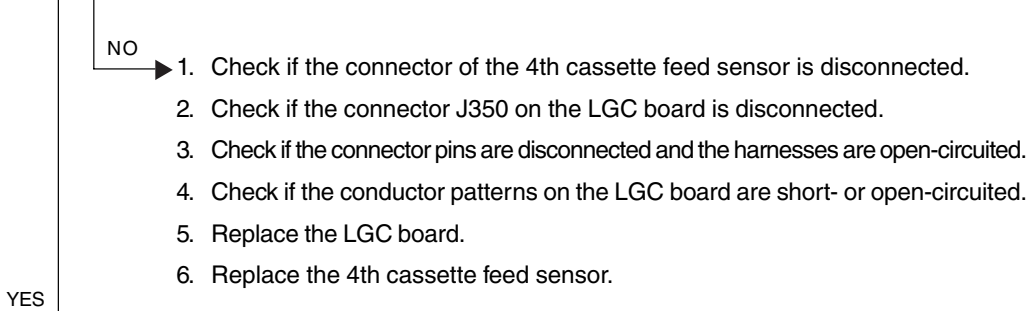 NO
1. Check if the connector of the 4th cassette feed sensor is disconnected.
2. Check if the connector J350 on the LGC board is disconnected.
3. Check if the connector pins are disconnected and the harnesses are open-circuited.
4. Check if the conductor patterns on the LGC board are short- or open-circuited.
5. Replace the LGC board.
6. Replace the 4th cassette feed sensor.
YES